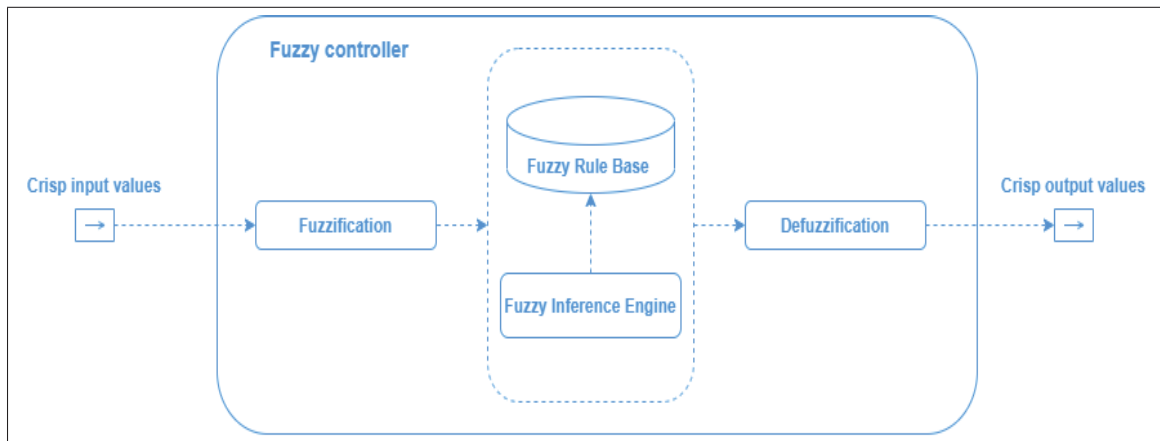 Fuzzy controller
Fuzzy Rule Base
Crisp input values
Crisp output values
→
Fuzzification
Defuzzification
→
Fuzzy Inference Engine